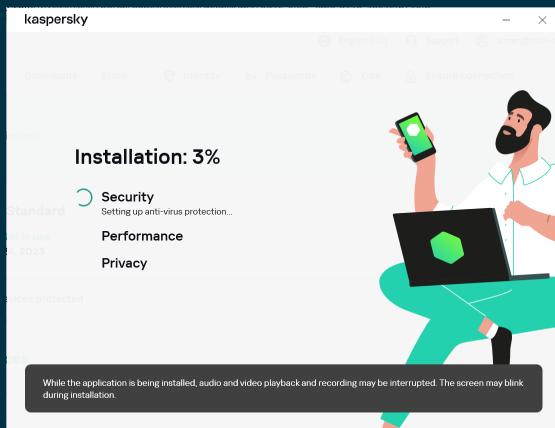 kaspersky
Installation: 3%
Security
Setting up anti-virus protection...
Performance
Privacy
While the application is being installed, audio and video playback and recording may be interrupted. The screen may blink
during installation.